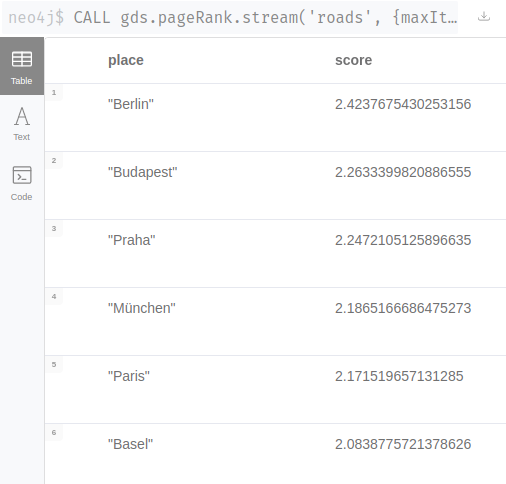 neo4j$ CALL gds.pageRank.stream('roads', {maxIt…
place score
Table
1 "Berlin" 2.4237675430253156
Text
2 "Budapest" 2.2633399820886555
Code
3 "Praha" 2.2472105125896635
4 "München" 2.1865166686475273
5 "Paris" 2.171519657131285
6 "Basel" 2.0838775721378626